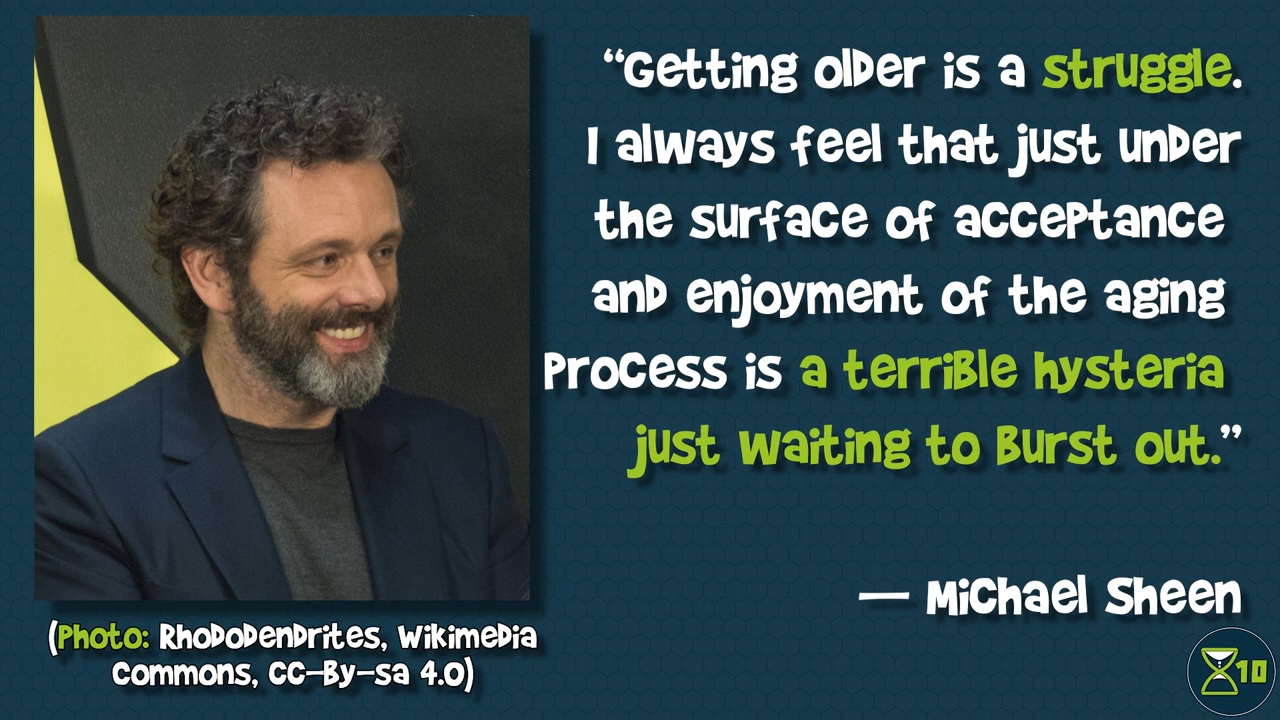 “Getting older is a struggle.
I always feel that just under
the surface of acceptance
and enjoyment of the aging
process is a terrible hysteria
just waiting to burst out.”
— Michael Sheen
(Photo: Rhododendrites, Wikimedia
Commons, CC-By-sa 4.0)
10